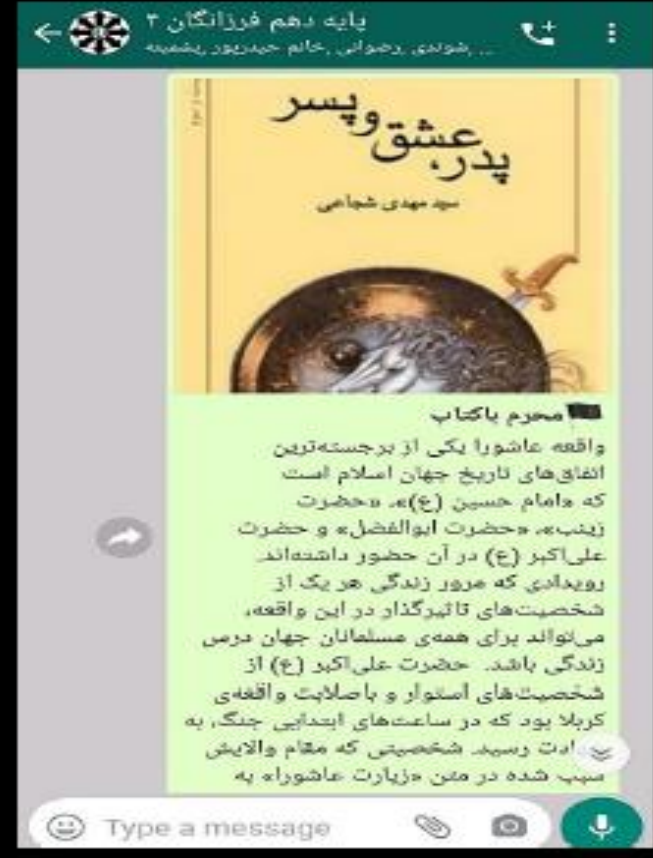 پایه دهم فرزانگان ۳
... ,شوندی ,رضوانی ,خانم حیدرپور
پدر، عشق و پسر
سید مهدی شجاعی
محرم باکتاب
واقعه عاشورا یکی از برجسته‌ترین
اتفاق‌های تاریخ جهان اسلام است
که «امام حسین (ع)»، «حضرت
زینب»، «حضرت ابوالفضل» و حضرت
علی‌اکبر (ع) در آن حضور داشته‌اند.
رویدادی که مرور زندگی هر یک از
شخصیت‌های تاثیرگذار در این واقعه،
می‌تواند برای همه‌ی مسلمانان جهان درس
زندگی باشد. حضرت علی‌اکبر (ع) از
شخصیت‌های استوار و باصلابت واقعه‌ی
کربلا بود که در ساعت‌های ابتدایی جنگ، به
رسید. شخصیتی که مقام والایش
سبب شده در متن «زیارت عاشورا» به
Type a message